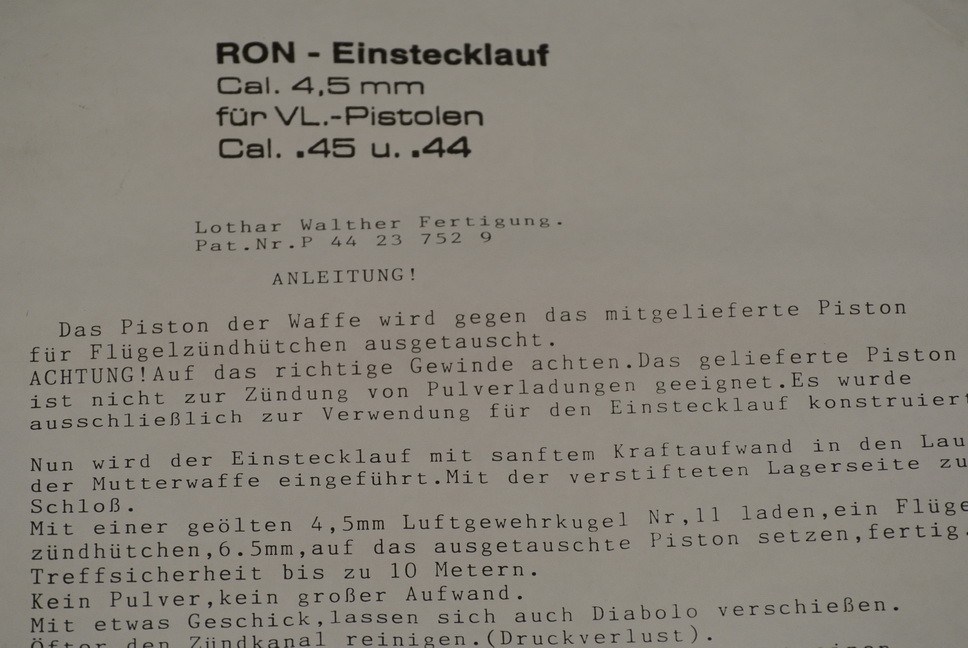 RON - Einstecklauf
Cal. 4,5 mm
für VL.-Pistolen
Cal. .45 u. .44
Lothar Walther Fertigung.
Pat.Nr.P 44 23 752 9
ANLEITUNG!
Das Piston der Waffe wird gegen das mitgelieferte Piston
für Flügelzündhütchen ausgetauscht.
ACHTUNG!Auf das richtige Gewinde achten.Das gelieferte Piston
ist nicht zur Zündung von Pulverladungen geeignet.Es wurde
ausschließlich zur Verwendung für den Einstecklauf konstruiert
Nun wird der Einstecklauf mit sanftem Kraftaufwand in den Lau
der Mutterwaffe eingeführt.Mit der verstifteten Lagerseite zu
Schloß.
Mit einer geölten 4,5mm Luftgewehrkugel Nr,11 laden,ein Flüge
zündhütchen,6.5mm,auf das ausgetauschte Piston setzen,fertig.
Treffsicherheit bis zu 10 Metern.
Kein Pulver,kein großer Aufwand.
Mit etwas Geschick,lassen sich auch Diabolo verschießen.
Öfter den Zündkanal reinigen.(Druckverlust).